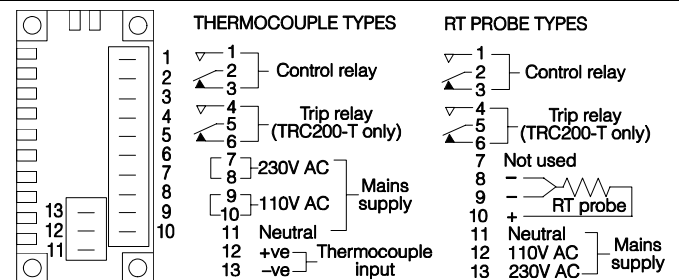 1
2
3
4
5
6
7
8
9
10
13
12
11
THERMOCOUPLE TYPES
1
2 Control relay
3
4 Trip relay
5 (TRC200-T only)
6
7 230V AC
8
9 110V AC
10
Mains
supply
11 Neutral
12 +ve Thermocouple
13 –ve input
RT PROBE TYPES
1
2 Control relay
3
4 Trip relay
5 (TRC200-T only)
6
7 Not used
8 –
9 –
RT probe
10 +
11 Neutral
12 110V AC
13 230V AC
Mains
supply